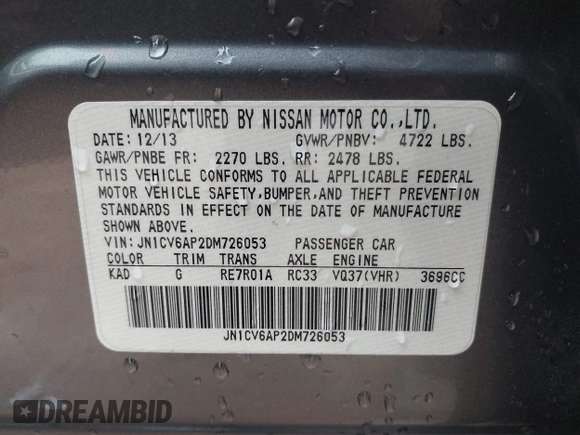 MANUFACTURED BY NISSAN MOTOR CO.,LTD.
DATE: 12/13 GVWR/PNBV: 4722 LBS.
GAWR/PNBE FR: 2270 LBS. RR: 2478 LBS.
THIS VEHICLE CONFORMS TO ALL APPLICABLE FEDERAL
MOTOR VEHICLE SAFETY,BUMPER,AND THEFT PREVENTION
STANDARDS IN EFFECT ON THE DATE OF MANUFACTURE
SHOWN ABOVE.
VIN: JN1CV6AP2DM726053 PASSENGER CAR
COLOR TRIM TRANS AXLE ENGINE
KAD G RE7R01A RC33 VQ37(VHR) 3696CC
JN1CV6AP2DM726053
DREAMBID